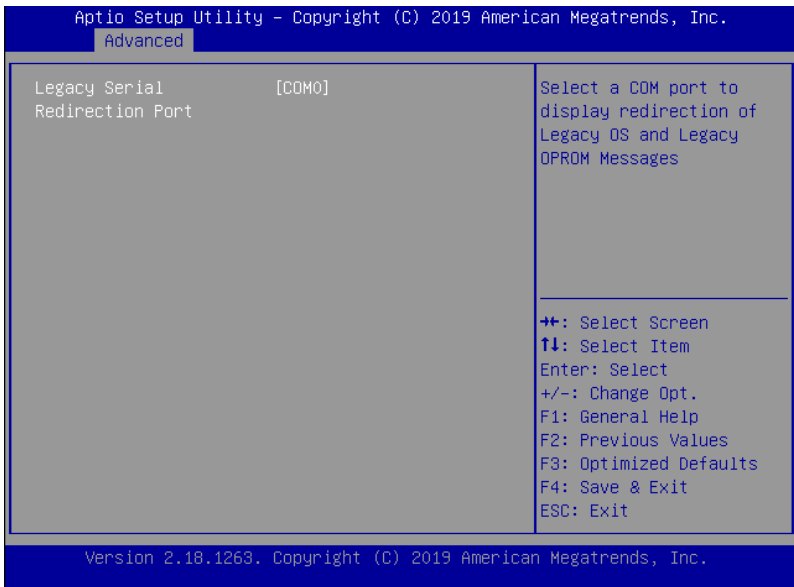 Aptio Setup Utility – Copyright (C) 2019 American Megatrends, Inc.
Advanced
Legacy Serial [COM0]
Redirection Port
Select a COM port to
display redirection of
Legacy OS and Legacy
OPROM Messages
→←: Select Screen
↑↓: Select Item
Enter: Select
+/-: Change Opt.
F1: General Help
F2: Previous Values
F3: Optimized Defaults
F4: Save & Exit
ESC: Exit
Version 2.18.1263. Copyright (C) 2019 American Megatrends, Inc.